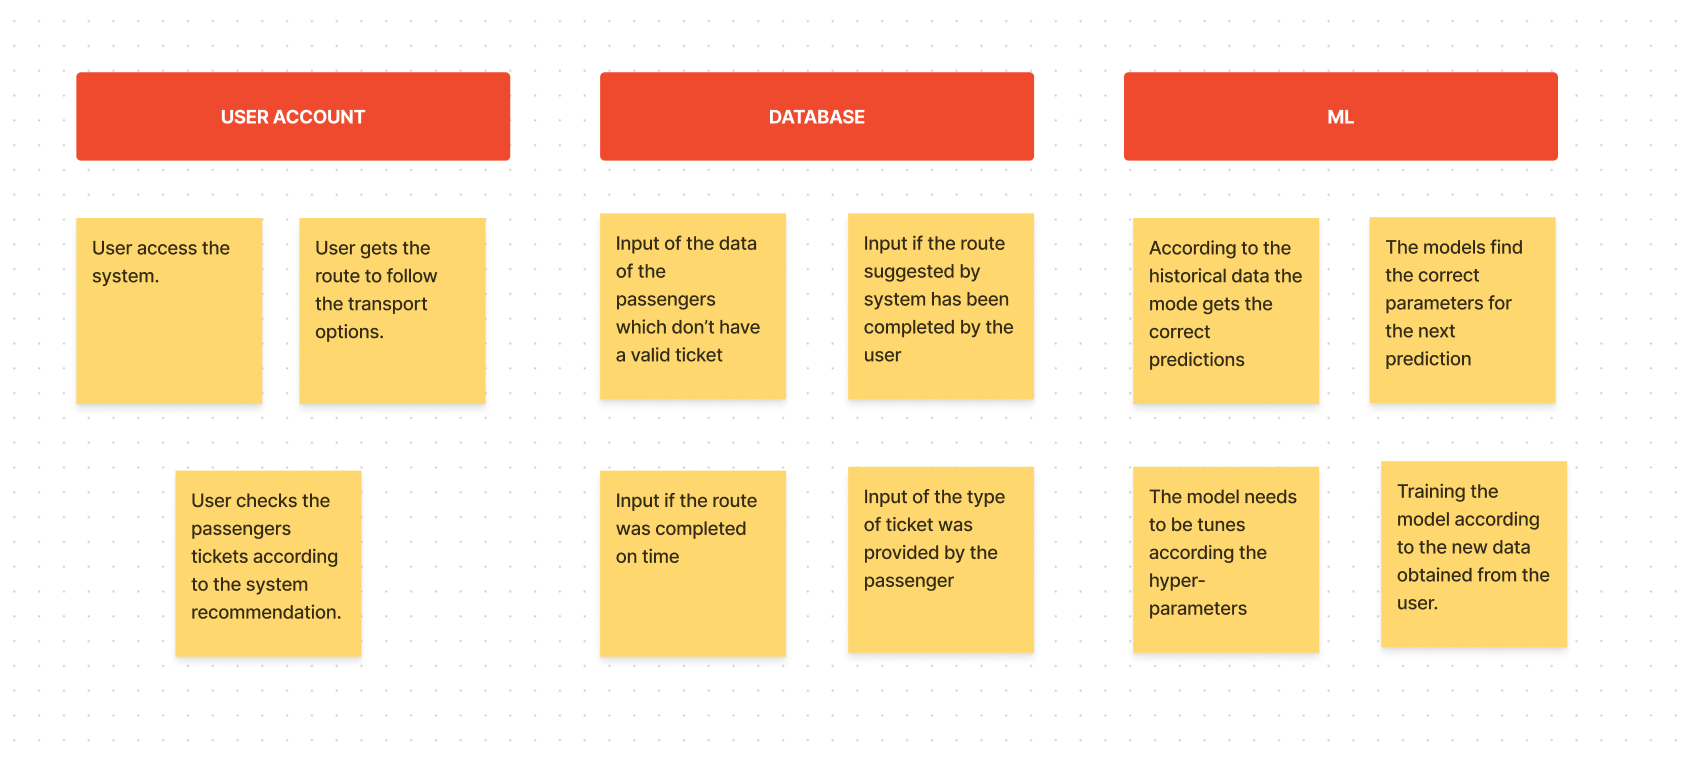 USER ACCOUNT
User access the
system.
User gets the
route to follow
the transport
options.
User checks the
passengers
tickets according
to the system
recommendation.
DATABASE
Input of the data
of the
passengers
which don’t have
a valid ticket
Input if the route
suggested by
system has been
completed by the
user
Input if the route
was completed
on time
Input of the type
of ticket was
provided by the
passenger
ML
According to the
historical data the
mode gets the
correct
predictions
The models find
the correct
parameters for
the next
prediction
The model needs
to be tunes
according the
hyper-
parameters
Training the
model according
to the new data
obtained from the
user.